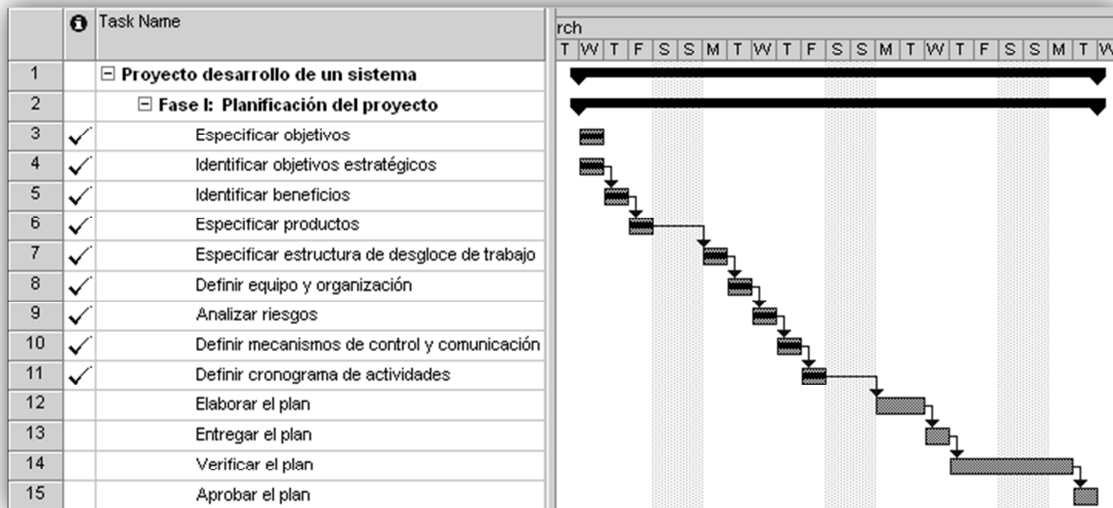 Task Name
rch
T W T F S S M T W T F S S M T W T F S S M T W
1 Proyecto desarrollo de un sistema
2 Fase I: Planificación del proyecto
3 Especificar objetivos
4 Identificar objetivos estratégicos
5 Identificar beneficios
6 Especificar productos
7 Especificar estructura de desgloce de trabajo
8 Definir equipo y organización
9 Analizar riesgos
10 Definir mecanismos de control y comunicación
11 Definir cronograma de actividades
12 Elaborar el plan
13 Entregar el plan
14 Verificar el plan
15 Aprobar el plan